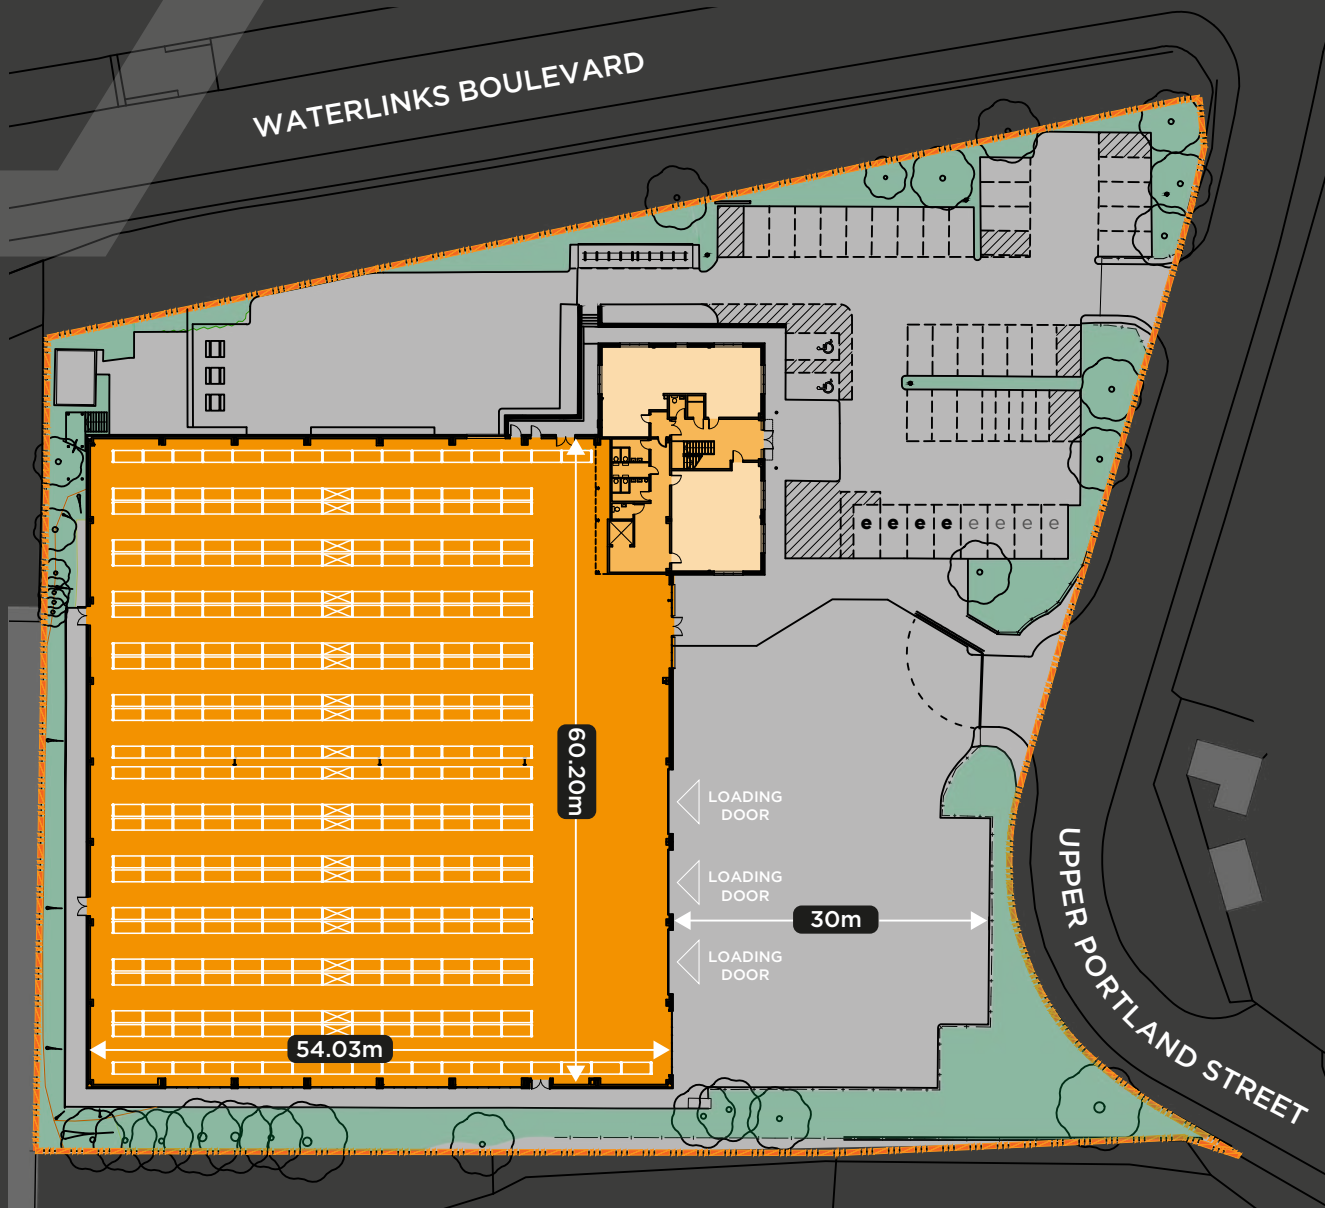 WATERLINKS BOULEVARD
e e e e e e e e
60.20m
LOADING
DOOR
LOADING
DOOR
30m
LOADING
DOOR
54.03m
UPPER PORTLAND STREET